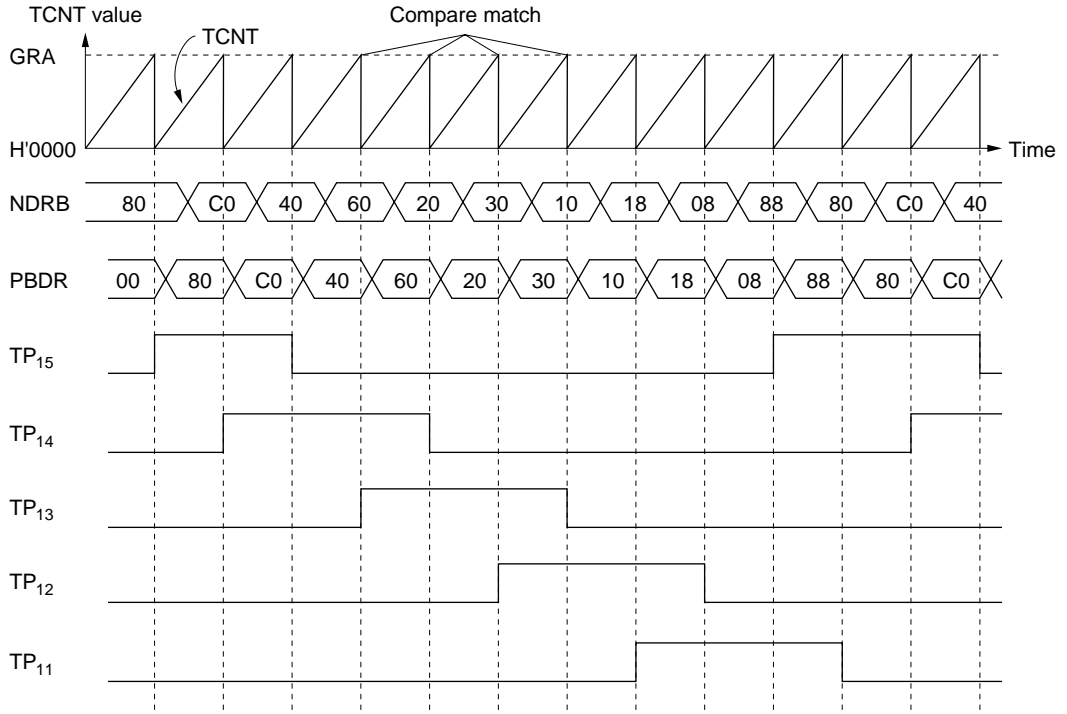 TCNT value
Compare match
TCNT
GRA
H'0000
Time
NDRB 80 C0 40 60 20 30 10 18 08 88 80 C0 40
PBDR 00 80 C0 40 60 20 30 10 18 08 88 80 C0
TP15
TP14
TP13
TP12
TP11